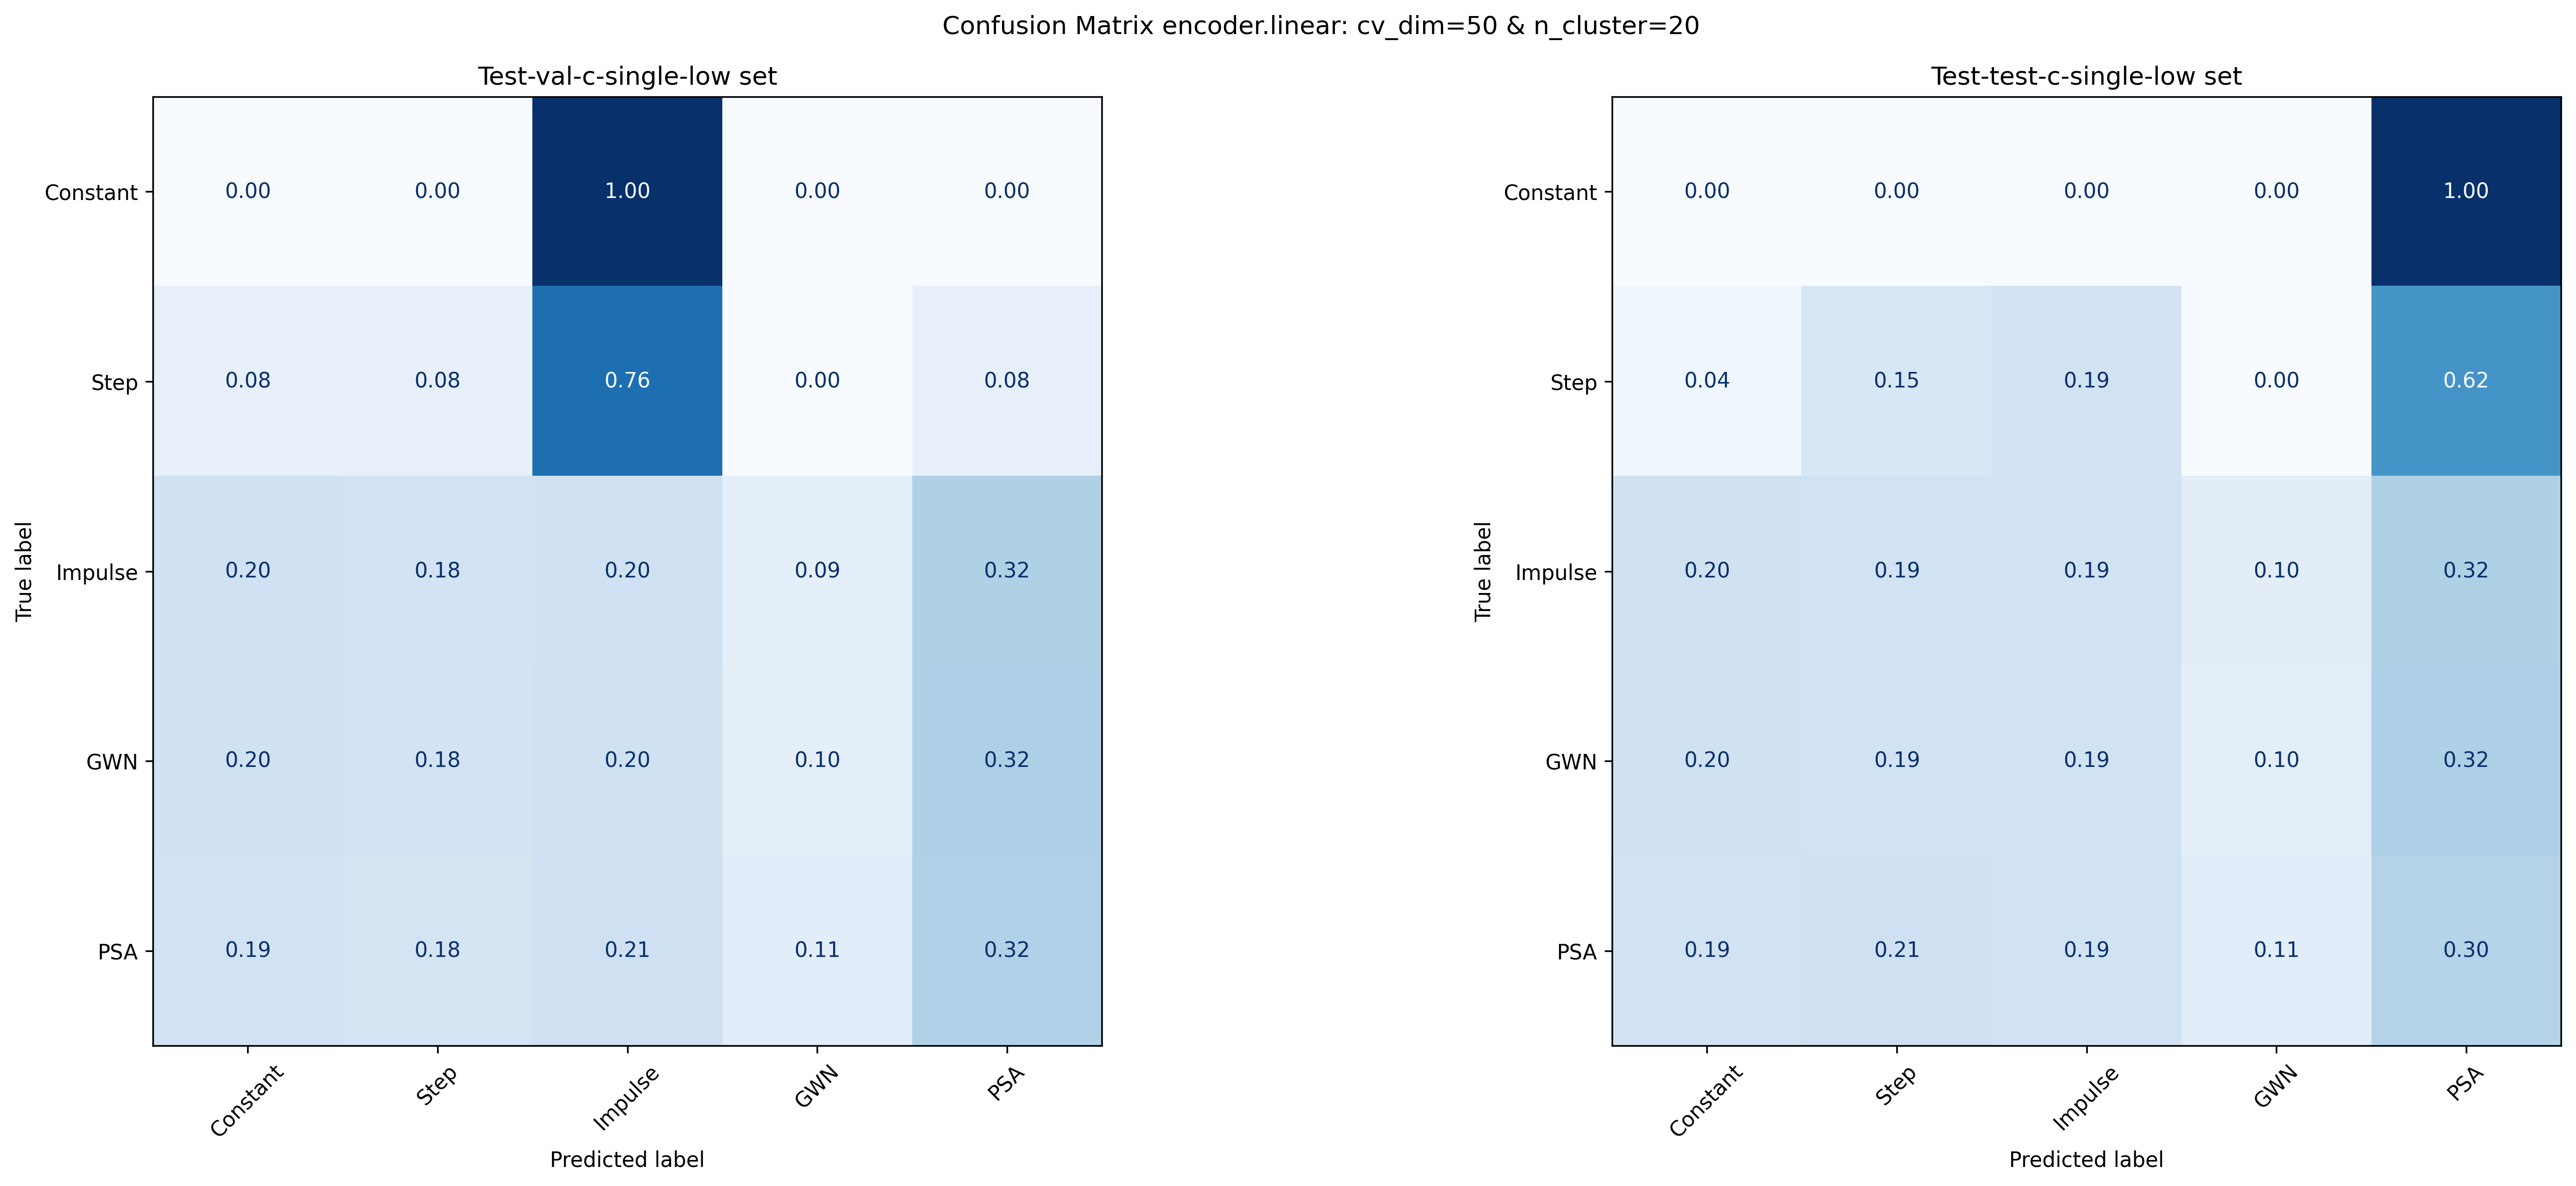 Confusion Matrix encoder.linear: cv_dim=50 & n_cluster=20
Test-val-c-single-low set
True label
Constant 0.00 0.00 1.00 0.00 0.00
Step 0.08 0.08 0.76 0.00 0.08
Impulse 0.20 0.18 0.20 0.09 0.32
GWN 0.20 0.18 0.20 0.10 0.32
PSA 0.19 0.18 0.21 0.11 0.32
Constant Step Impulse GWN PSA
Predicted label
Test-test-c-single-low set
True label
Constant 0.00 0.00 0.00 0.00 1.00
Step 0.04 0.15 0.19 0.00 0.62
Impulse 0.20 0.19 0.19 0.10 0.32
GWN 0.20 0.19 0.19 0.10 0.32
PSA 0.19 0.21 0.19 0.11 0.30
Constant Step Impulse GWN PSA
Predicted label